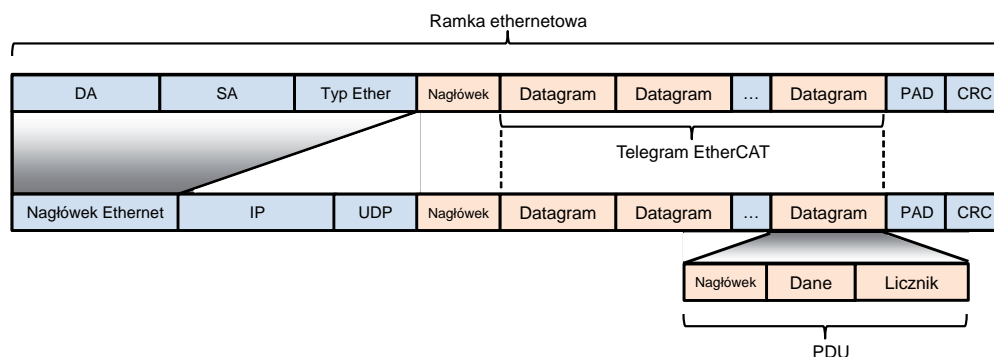 Ramka ethernetowa
DA SA Typ Ether Nagłówek Datagram Datagram ... Datagram PAD CRC
Telegram EtherCAT
Nagłówek Ethernet IP UDP Nagłówek Datagram Datagram ... Datagram PAD CRC
Nagłówek Dane Licznik
PDU